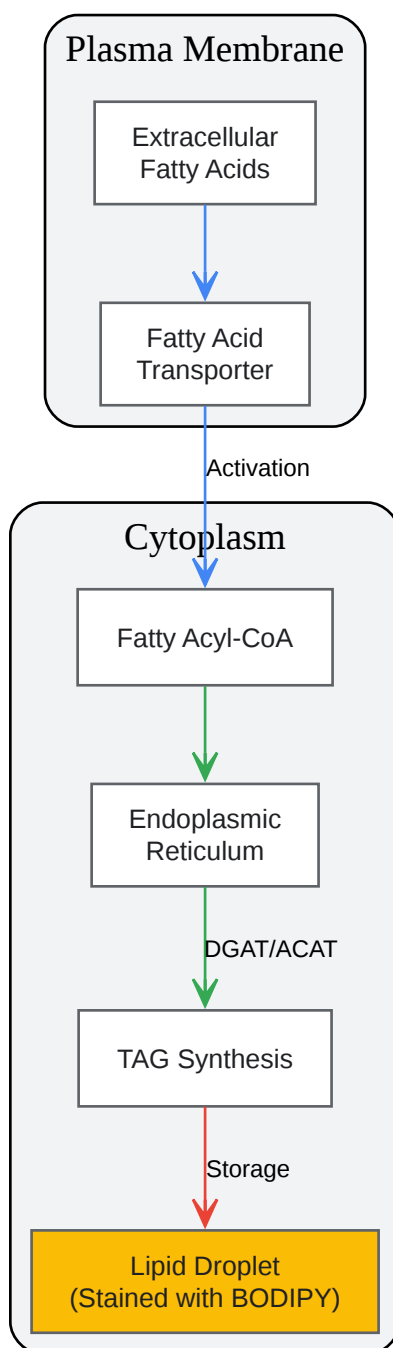 Plasma Membrane
Extracellular
Fatty Acids
Fatty Acid
Transporter
Activation
Cytoplasm
Fatty Acyl-CoA
Endoplasmic
Reticulum
DGAT/ACAT
TAG Synthesis
Storage
Lipid Droplet
(Stained with BODIPY)